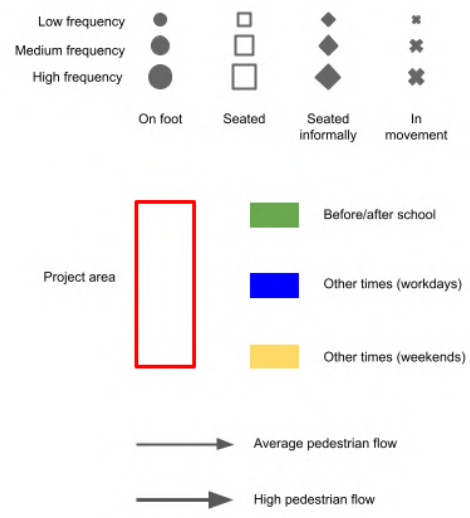 Low frequency
Medium frequency
High frequency
On foot
Seated
Seated
informally
In
movement
Before/after school
Project area
Other times (workdays)
Other times (weekends)
Average pedestrian flow
High pedestrian flow